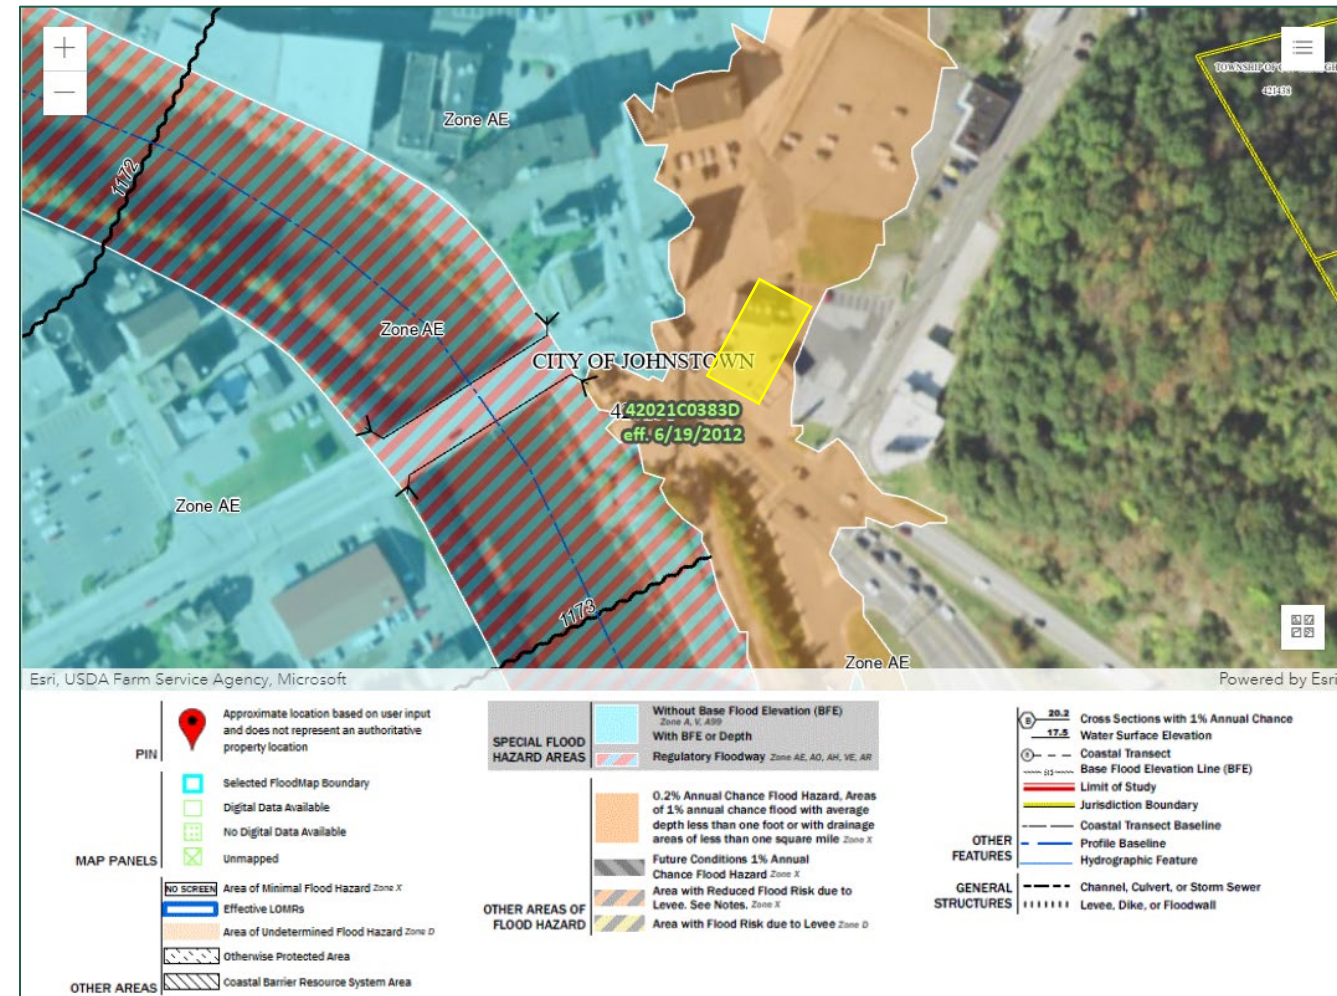 +
−
TOWNSHIP OF
421438
Zone AE
1172
Zone AE
CITY OF JOHNSTOWN
42021C0383D
eff. 6/19/2012
Zone AE
1173
Zone AE
Esri, USDA Farm Service Agency, Microsoft
Powered by Esri
PIN
Approximate location based on user input
and does not represent an authoritative
property location
MAP PANELS
Selected FloodMap Boundary
Digital Data Available
No Digital Data Available
Unmapped
OTHER AREAS
NO SCREEN Area of Minimal Flood Hazard Zone X
Effective LOMRs
Area of Undetermined Flood Hazard Zone D
Otherwise Protected Area
Coastal Barrier Resource System Area
SPECIAL FLOOD
HAZARD AREAS
Without Base Flood Elevation (BFE)
Zone A, V, A99
With BFE or Depth
Regulatory Floodway Zone AE, AO, AH, VE, AR
OTHER AREAS OF
FLOOD HAZARD
0.2% Annual Chance Flood Hazard, Areas
of 1% annual chance flood with average
depth less than one foot or with drainage
areas of less than one square mile Zone X
Future Conditions 1% Annual
Chance Flood Hazard Zone X
Area with Reduced Flood Risk due to
Levee. See Notes. Zone X
Area with Flood Risk due to Levee Zone D
OTHER
FEATURES
B 20.2 Cross Sections with 1% Annual Chance
17.5 Water Surface Elevation
Coastal Transect
513 Base Flood Elevation Line (BFE)
Limit of Study
Jurisdiction Boundary
Coastal Transect Baseline
Profile Baseline
Hydrographic Feature
GENERAL
STRUCTURES
Channel, Culvert, or Storm Sewer
Levee, Dike, or Floodwall